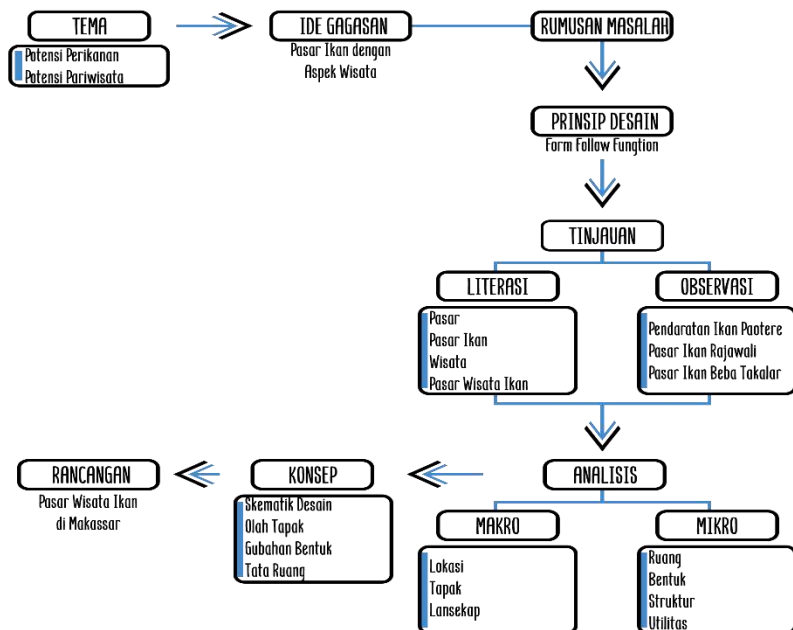 TEMA
Potensi Perikanan
Potensi Pariwisata
IDE GAGASAN
Pasar Ikan dengan
Aspek Wisata
RUMUSAN MASALAH
PRINSIP DESAIN
Form Follow Fungtion
TINJAUAN
LITERASI
Pasar
Pasar Ikan
Wisata
Pasar Wisata Ikan
OBSERVASI
Pendaratan Ikan Paotere
Pasar Ikan Rajawali
Pasar Ikan Beba Takalar
ANALISIS
MAKRO
Lokasi
Tapak
Lansekap
MIKRO
Ruang
Bentuk
Struktur
Utilitas
KONSEP
Skematik Desain
Olah Tapak
Gubahan Bentuk
Tata Ruang
RANCANGAN
Pasar Wisata Ikan
di Makassar